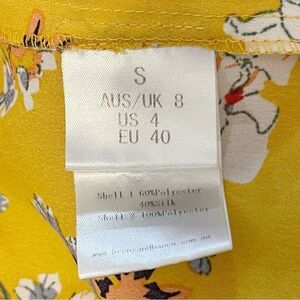 S
AUS/UK 8
US 4
EU 40
Shell 1 60%Polyester
40%Silk
Shell 2 100%Polyester